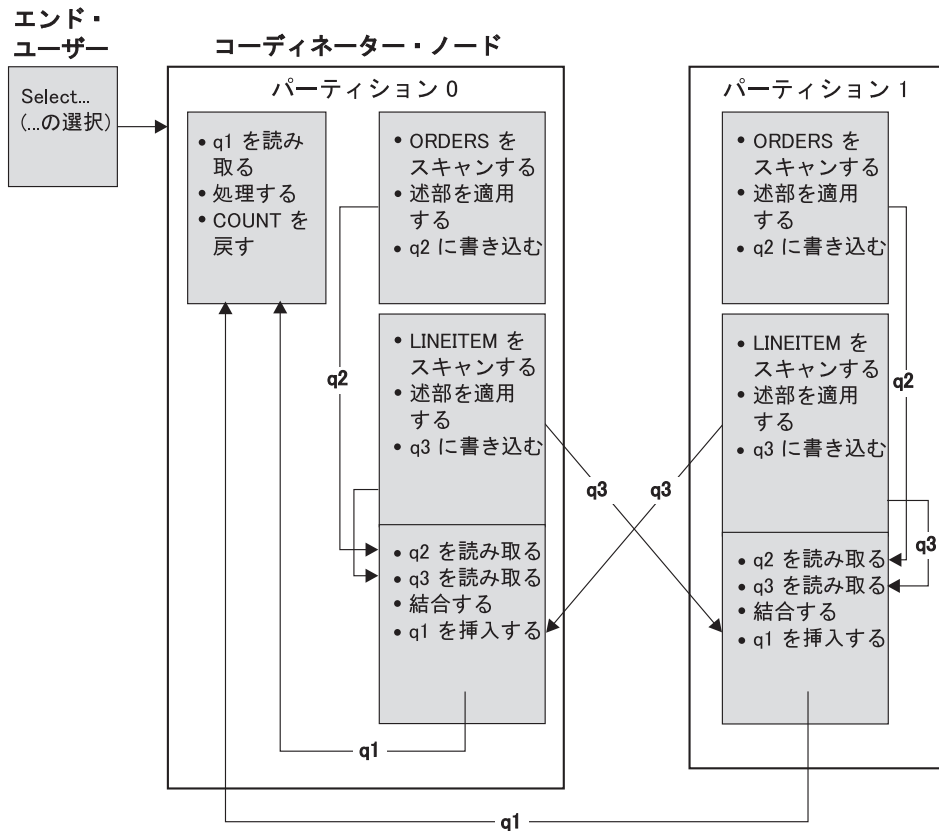 エンド・
ユーザー
Select...
(...の選択)
コーディネーター・ノード
パーティション 0
• q1 を読み
取る
• 処理する
• COUNT を
戻す
• ORDERS を
スキャンする
• 述部を適用
する
• q2 に書き込む
q2
• LINEITEM を
スキャンする
• 述部を適用
する
• q3 に書き込む
• q2 を読み取る
• q3 を読み取る
• 結合する
• q1 を挿入する
q1
q3
q3
パーティション 1
• ORDERS を
スキャンする
• 述部を適用
する
• q2 に書き込む
q2
• LINEITEM を
スキャンする
• 述部を適用
する
• q3 に書き込む
q3
• q2 を読み取る
• q3 を読み取る
• 結合する
• q1 を挿入する
q1